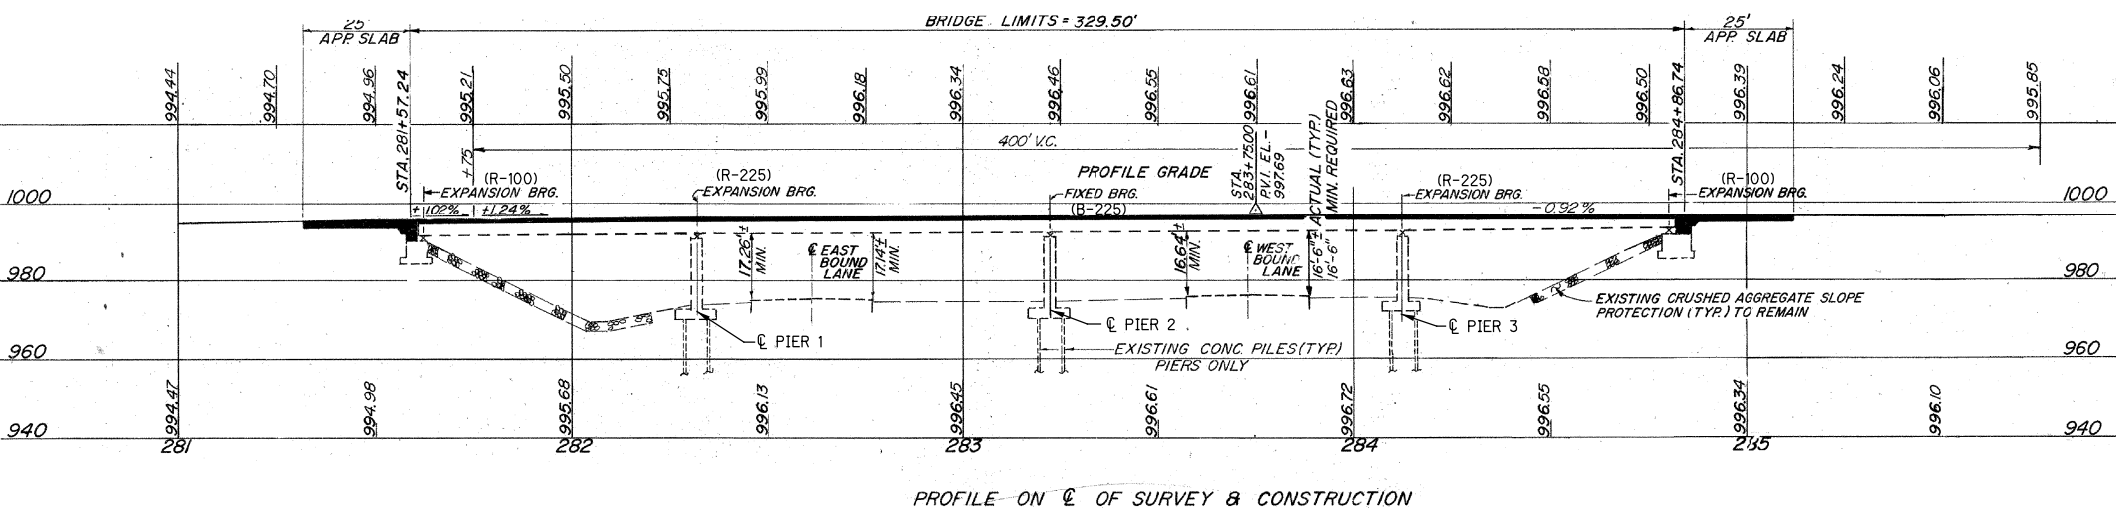 BRIDGE LIMITS = 329.50'
25'
APP. SLAB
25'
APP. SLAB
994.44
994.70
994.96
STA. 281+57.24
995.21
995.50
995.75
995.99
996.18
996.34
996.46
996.55
996.61
996.63
996.62
996.58
996.50
STA. 284+86.74
996.39
996.24
996.06
995.85
+75
400' V.C.
STA.
283+75.00
P.V.I. EL.-
997.69
16'-6"± ACTUAL (TYP.)
16'-6" MIN. REQUIRED
PROFILE GRADE
(R-100)
EXPANSION BRG.
(R-225)
EXPANSION BRG.
FIXED BRG.
(B-225)
(R-225)
EXPANSION BRG.
(R-100)
EXPANSION BRG.
1000
1000
+1.02%
+1.24%
-0.92%
17.26'±
MIN.
℄ EAST
BOUND
LANE
17.14'±
MIN.
16.64'±
MIN.
℄ WEST
BOUND
LANE
980
980
EXISTING CRUSHED AGGREGATE SLOPE
PROTECTION (TYP.) TO REMAIN
℄ PIER 1
℄ PIER 2
℄ PIER 3
EXISTING CONC. PILES (TYP.)
PIERS ONLY
960
960
994.47
994.98
995.68
996.13
996.45
996.61
996.72
996.55
996.34
996.10
940
940
281
282
283
284
285
PROFILE ON ℄ OF SURVEY & CONSTRUCTION